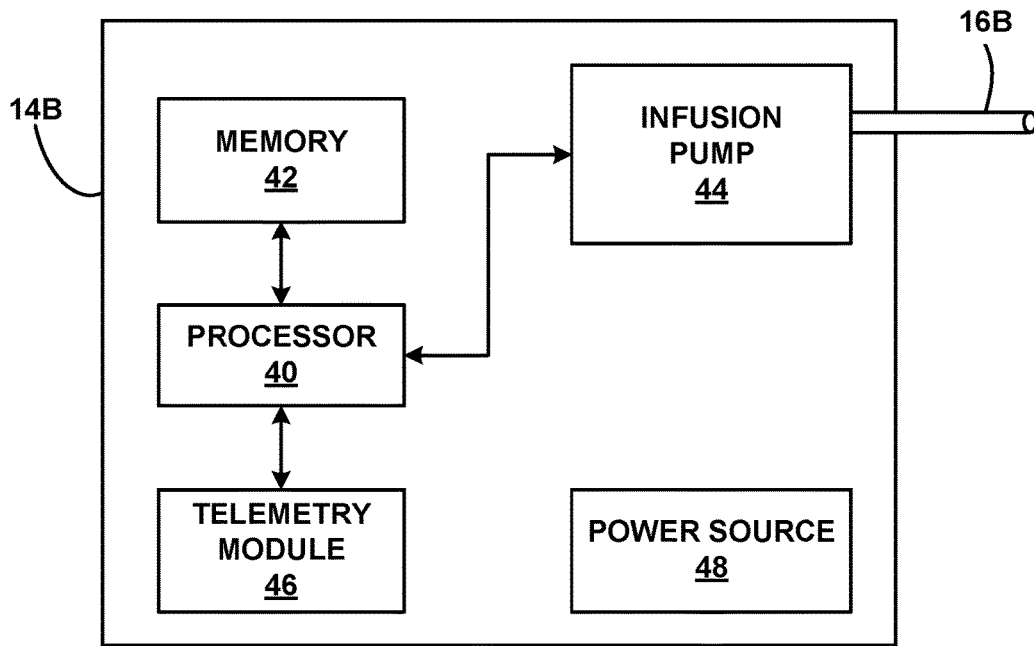 16B
14B
MEMORY
42
INFUSION
PUMP
44
PROCESSOR
40
TELEMETRY
MODULE
46
POWER SOURCE
48